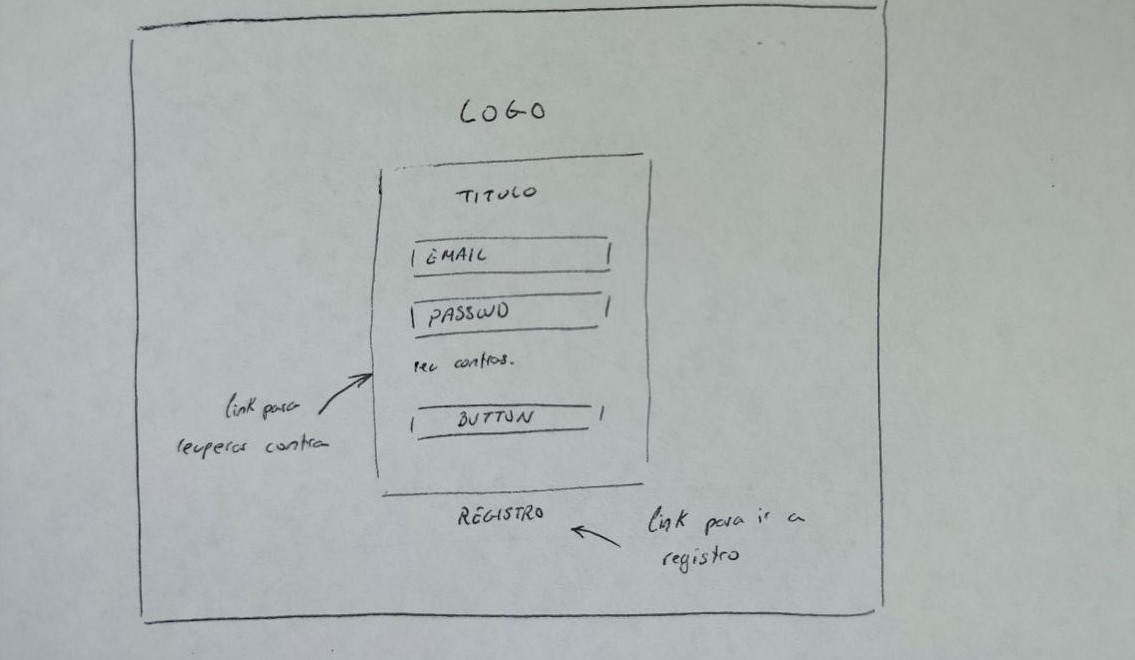 LOGO
TITULO
EMAIL
PASSWD
rec contras.
BUTTON
link para
recuperar contra
REGISTRO
link para ir a
registro